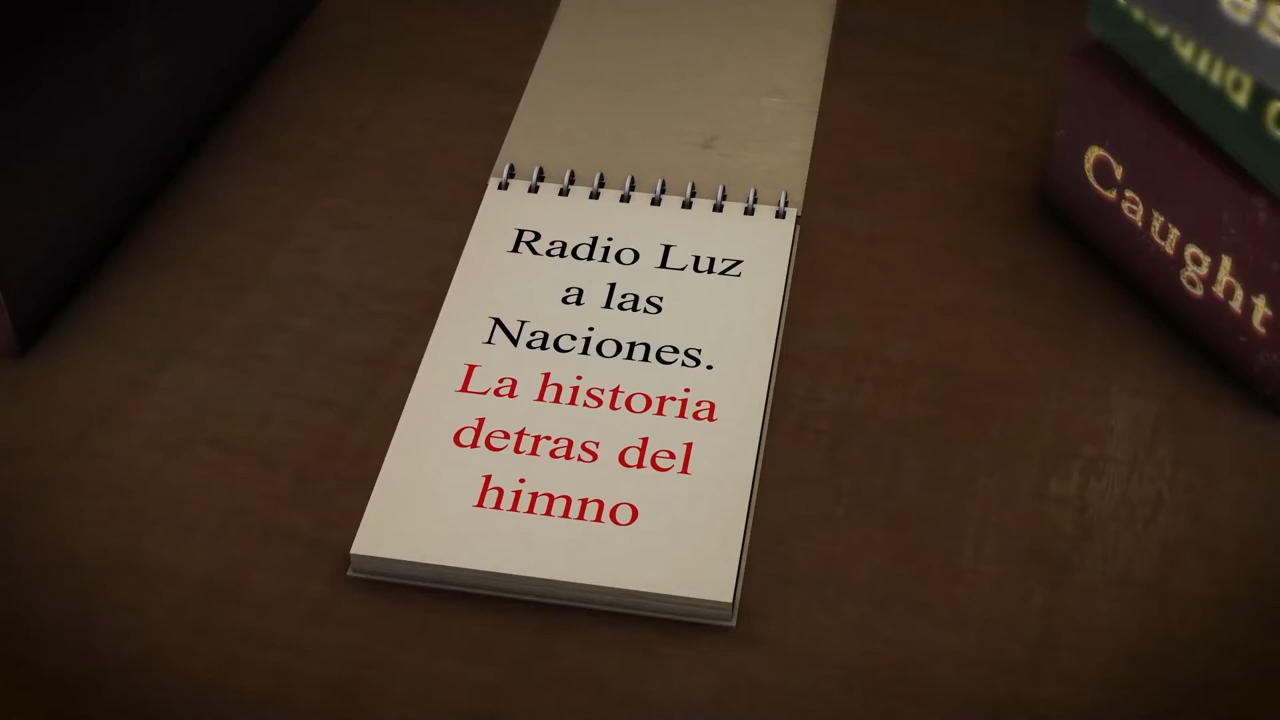 Radio Luz
a las
Naciones.
La historia
detras del
himno
Caught